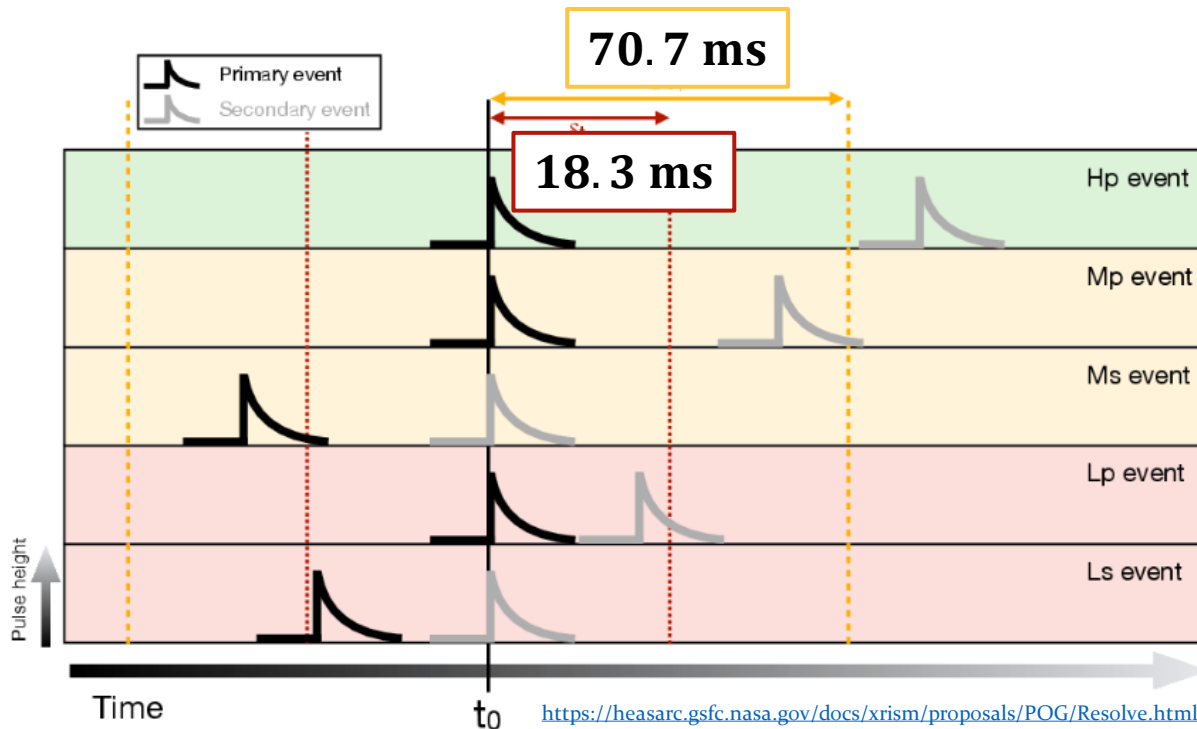 70.7 ms
Primary event
Secondary event
18.3 ms
Hp event
Mp event
Ms event
Lp event
Ls event
Pulse height
Time
t₀
https://heasarc.gsfc.nasa.gov/docs/xrism/proposals/POG/Resolve.html